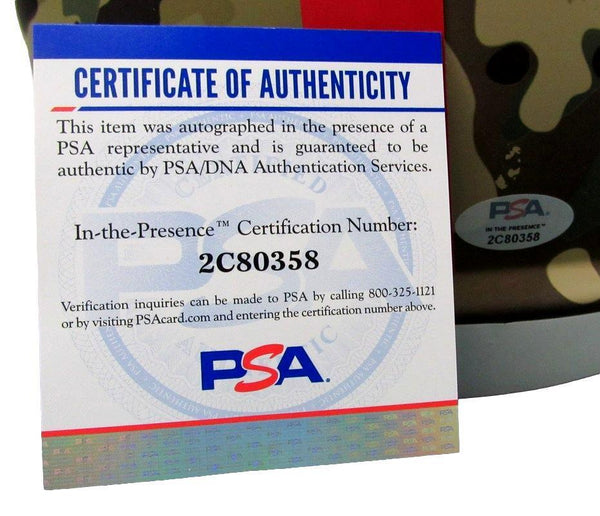 CERTIFICATE OF AUTHENTICITY
This item was autographed in the presence of a
PSA representative and is guaranteed to be
authentic by PSA/DNA Authentication Services.
In-the-Presence™ Certification Number:
2C80358
Verification inquiries can be made to PSA by calling 800-325-1121
or by visiting PSAcard.com and entering the certification number above.
PSA.
PSA.
IN-THE-PRESENCE™
2C80358